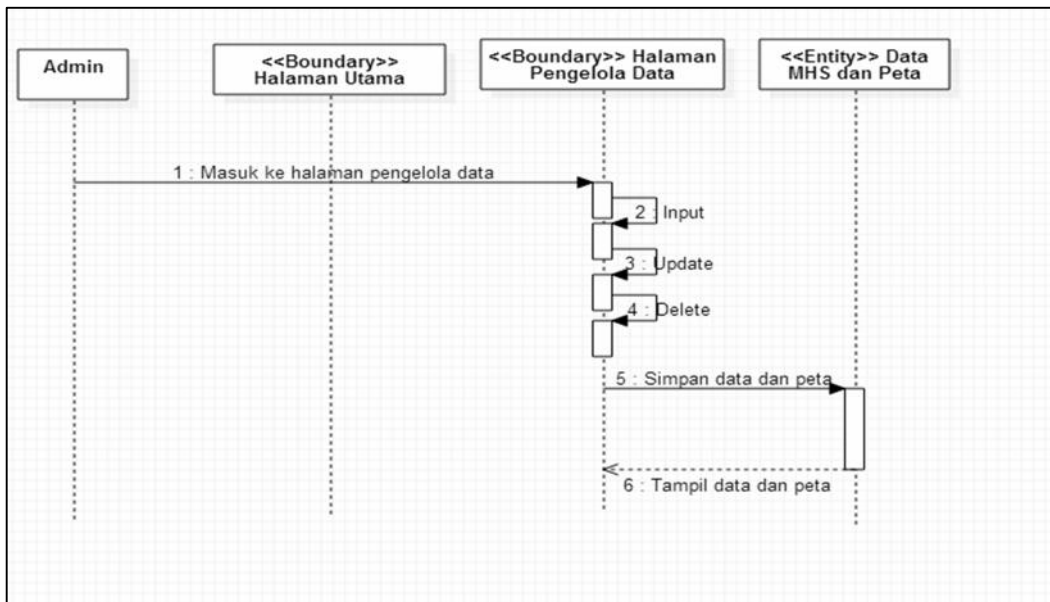 Admin
<<Boundary>>
Halaman Utama
<<Boundary>> Halaman
Pengelola Data
<<Entity>> Data
MHS dan Peta
1 : Masuk ke halaman pengelola data
2 : Input
3 : Update
4 : Delete
5 : Simpan data dan peta
6 : Tampil data dan peta